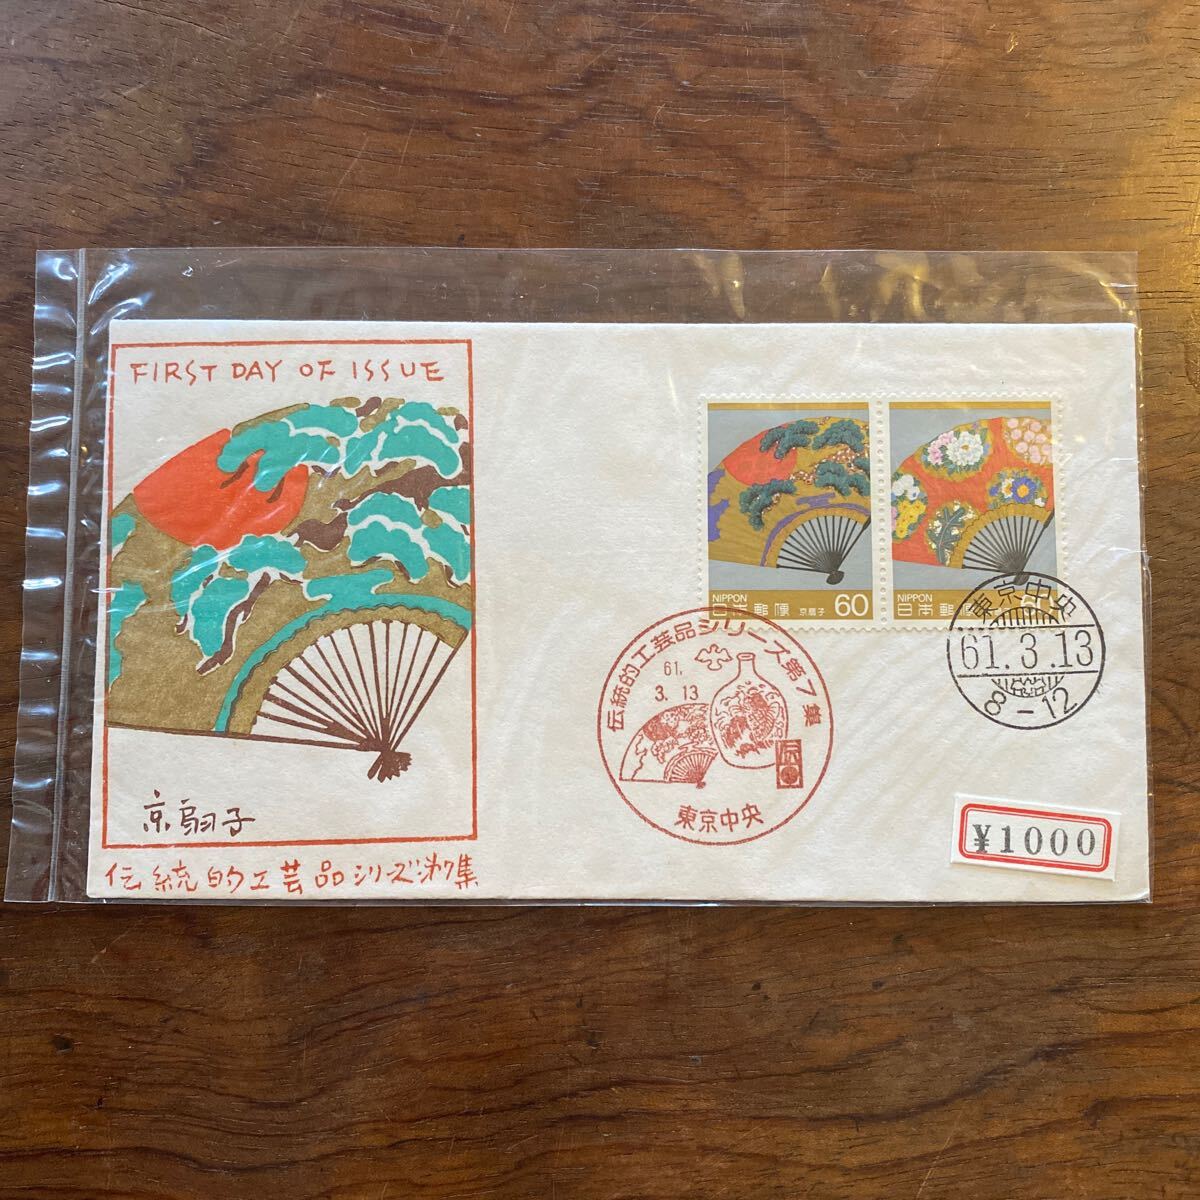 FIRST DAY OF ISSUE
京扇子
伝統的工芸品シリーズ第7集
NIPPON
日本郵便 京扇子 60
NIPPON
日本郵便
伝統的工芸品シリーズ第7集
61.
3.13
東京中央
東京中央
61.3.13
8-12
¥1000